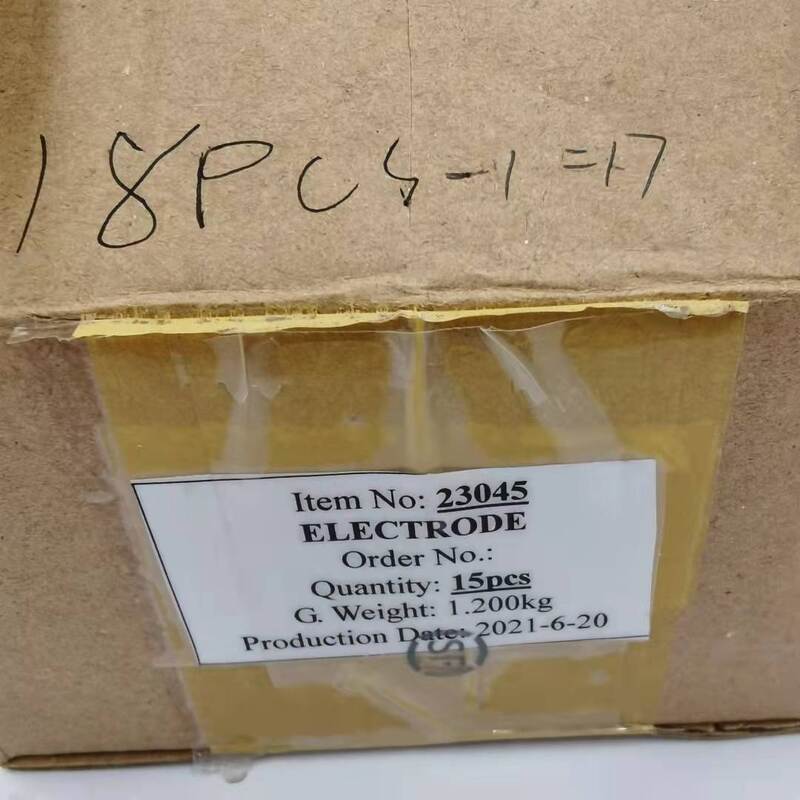 18PCS-1=17
Item No: 23045
ELECTRODE
Order No.:
Quantity: 15pcs
G. Weight: 1.200kg
Production Date: 2021-6-20